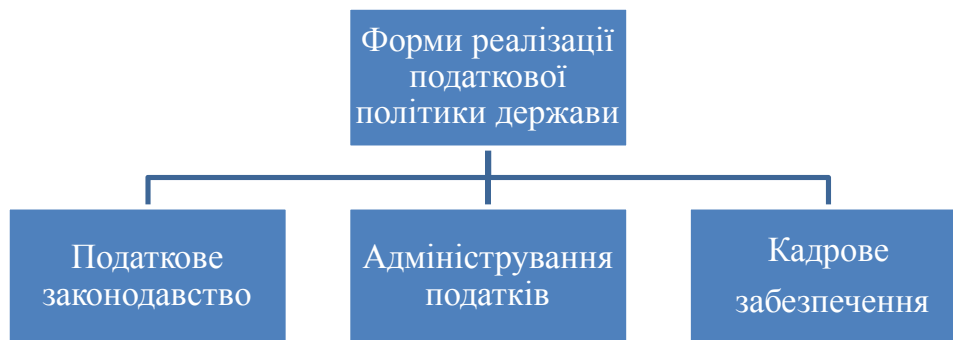 Форми реалізації
податкової
політики держави
Податкове
законодавство
Адміністрування
податків
Кадрове
забезпечення